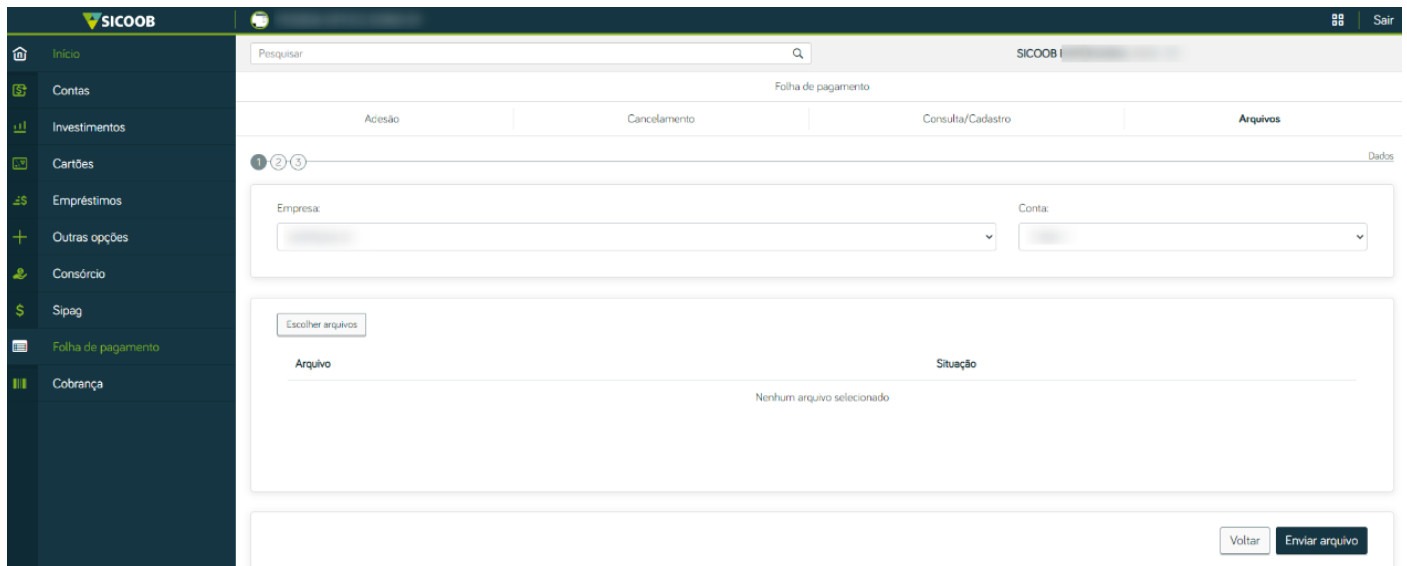 SICOOB
Sair
Início
Contas
Investimentos
Cartões
Empréstimos
Outras opções
Consórcio
Sipag
Folha de pagamento
Cobrança
Pesquisar
SICOOB
Folha de pagamento
Adesão
Cancelamento
Consulta/Cadastro
Arquivos
1 2 3
Dados
Empresa:
Conta:
Escolher arquivos
Arquivo
Situação
Nenhum arquivo selecionado
Voltar
Enviar arquivo